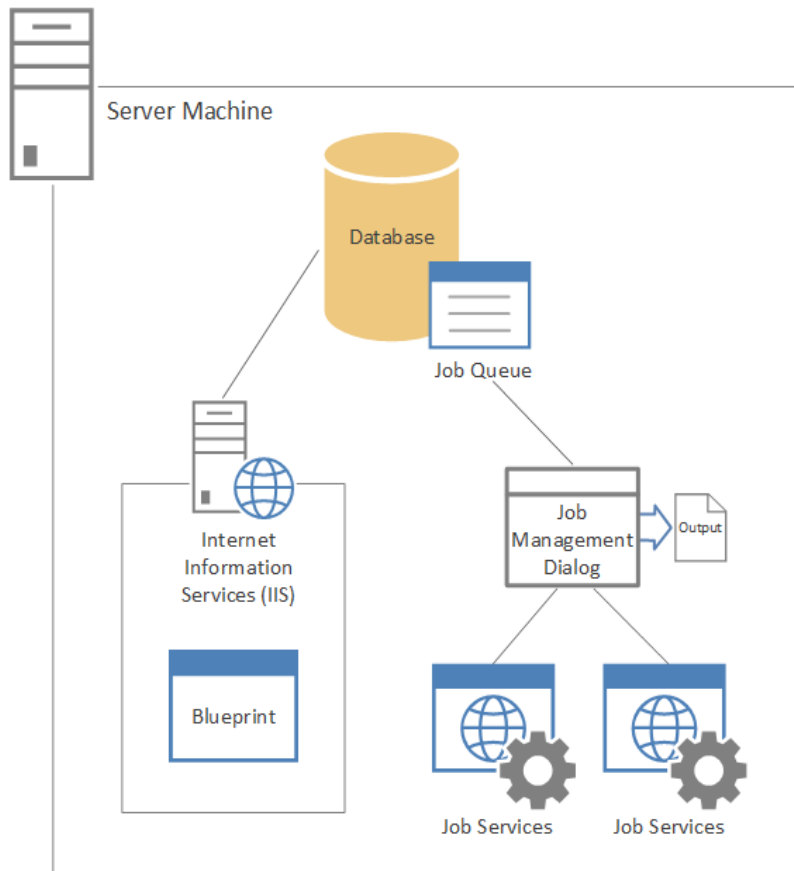 Server Machine
Database
Job Queue
Internet
Information
Services (IIS)
Job
Management
Dialog
Output
Blueprint
Job Services
Job Services